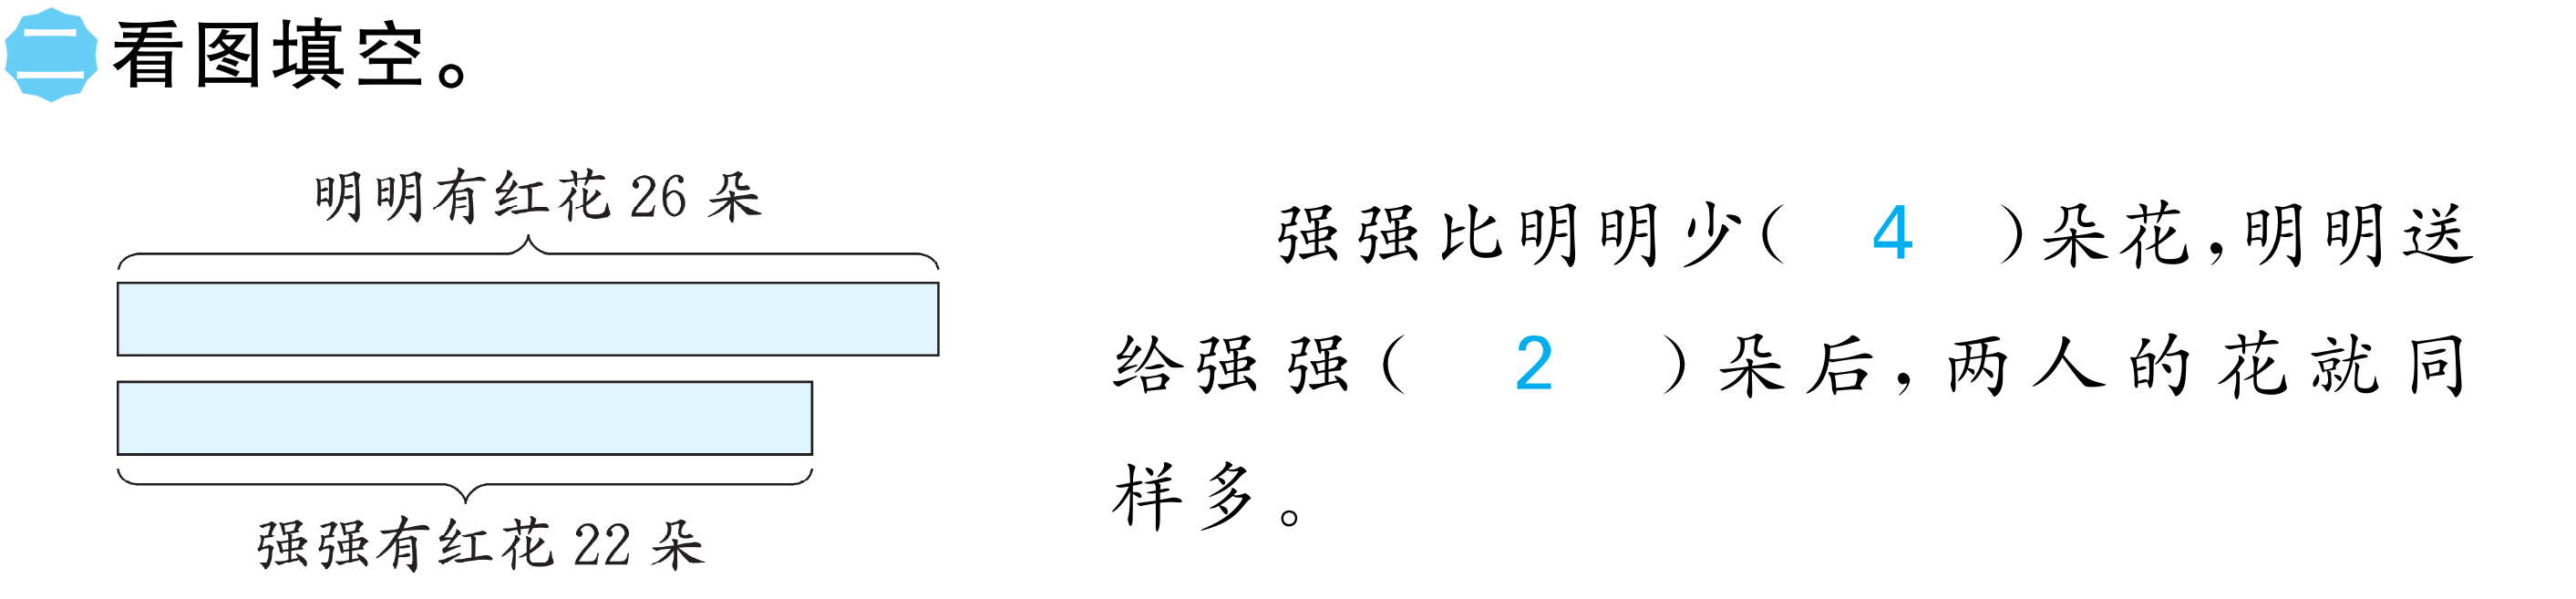 二 看图填空。
明明有红花 26 朵
强强有红花 22 朵
强强比明明少( 4 )朵花,明明送
给强强( 2 )朵后,两人的花就同
样多。